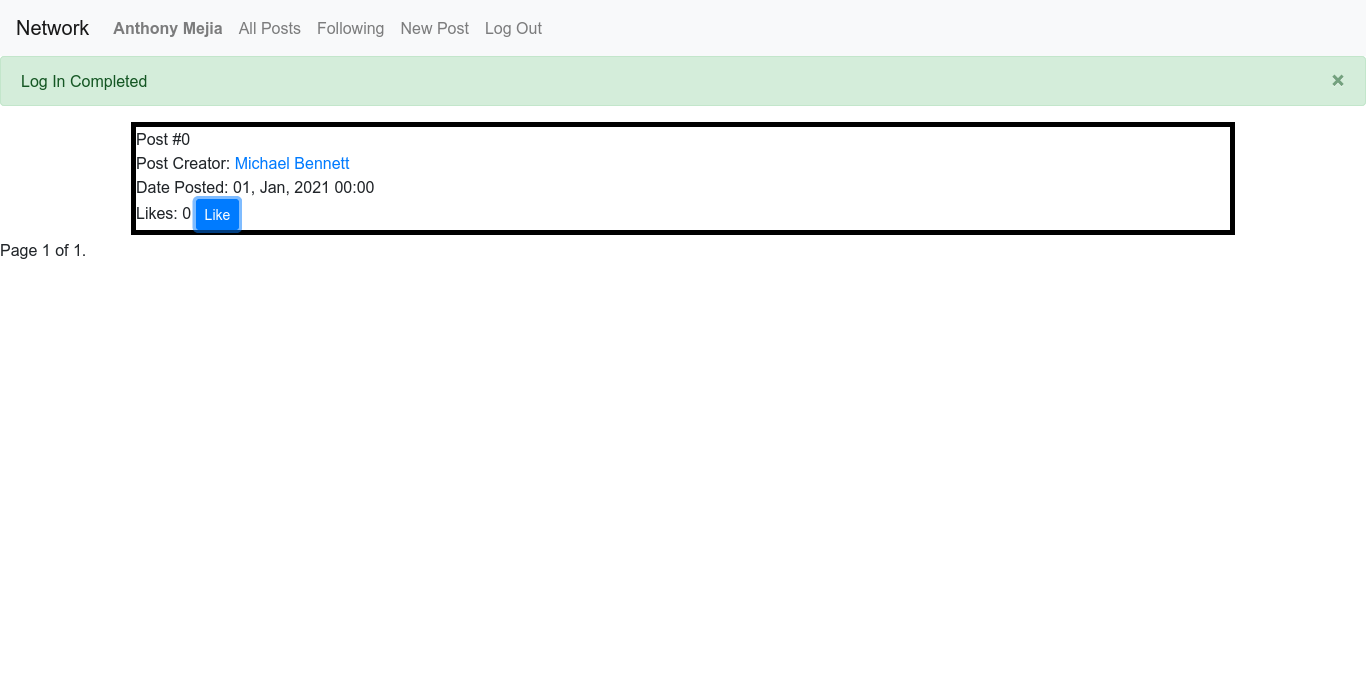 Network Anthony Mejia All Posts Following New Post Log Out
Log In Completed ×
Post #0
Post Creator: Michael Bennett
Date Posted: 01, Jan, 2021 00:00
Likes: 0 Like
Page 1 of 1.